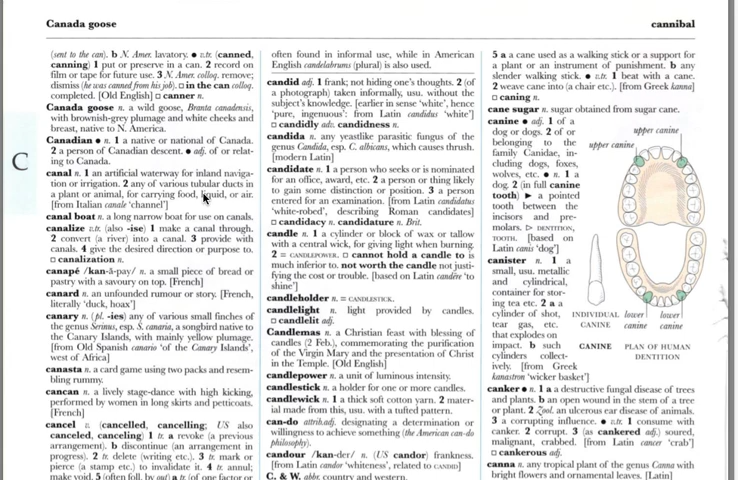 Canada goose
cannibal
C
(sent to the can). b N. Amer. lavatory. ● v.tr. (canned,
canning) 1 put or preserve in a can. 2 record on
film or tape for future use. 3 N. Amer. colloq. remove;
dismiss (he was canned from his job). □ in the can colloq.
completed. [Old English] □ canner n.
Canada goose n. a wild goose, Branta canadensis,
with brownish-grey plumage and white cheeks and
breast, native to N. America.
Canadian ● n. 1 a native or national of Canada.
2 a person of Canadian descent. ● adj. of or relat-
ing to Canada.
canal n. 1 an artificial waterway for inland naviga-
tion or irrigation. 2 any of various tubular ducts in
a plant or animal, for carrying food, liquid, or air.
[from Italian canale 'channel']
canal boat n. a long narrow boat for use on canals.
canalize v.tr. (also -ise) 1 make a canal through.
2 convert (a river) into a canal. 3 provide with
canals. 4 give the desired direction or purpose to.
□ canalization n.
canapé /kan-ă-pay/ n. a small piece of bread or
pastry with a savoury on top. [French]
canard n. an unfounded rumour or story. [French,
literally 'duck, hoax']
canary n. (pl. -ies) any of various small finches of
the genus Serinus, esp. S. canaria, a songbird native to
the Canary Islands, with mainly yellow plumage.
[from Old Spanish canario 'of the Canary Islands',
west of Africa]
canasta n. a card game using two packs and resem-
bling rummy.
cancan n. a lively stage-dance with high kicking,
performed by women in long skirts and petticoats.
[French]
cancel v. (cancelled, cancelling; US also
canceled, canceling) 1 tr. a revoke (a previous
arrangement). b discontinue (an arrangement in
progress). 2 tr. delete (writing etc.). 3 tr. mark or
pierce (a stamp etc.) to invalidate it. 4 tr. annul;
make void. 5 (often foll. by out) a tr. (of one factor or
often found in informal use, while in American
English candelabrums (plural) is also used.
candid adj. 1 frank; not hiding one's thoughts. 2 (of
a photograph) taken informally, usu. without the
subject's knowledge. [earlier in sense 'white', hence
'pure, ingenuous': from Latin candidus 'white']
□ candidly adv. candidness n.
candida n. any yeastlike parasitic fungus of the
genus Candida, esp. C. albicans, which causes thrush.
[modern Latin]
candidate n. 1 a person who seeks or is nominated
for an office, award, etc. 2 a person or thing likely
to gain some distinction or position. 3 a person
entered for an examination. [from Latin candidatus
'white-robed', describing Roman candidates]
□ candidacy n. candidature n. Brit.
candle n. 1 a cylinder or block of wax or tallow
with a central wick, for giving light when burning.
2 = CANDLEPOWER. □ cannot hold a candle to is
much inferior to. not worth the candle not justi-
fying the cost or trouble. [based on Latin candēre 'to
shine']
candleholder n. = CANDLESTICK.
candlelight n. light provided by candles.
□ candlelit adj.
Candlemas n. a Christian feast with blessing of
candles (2 Feb.), commemorating the purification
of the Virgin Mary and the presentation of Christ
in the Temple. [Old English]
candlepower n. a unit of luminous intensity.
candlestick n. a holder for one or more candles.
candlewick n. 1 a thick soft cotton yarn. 2 mater-
ial made from this, usu. with a tufted pattern.
can-do attrib.adj. designating a determination or
willingness to achieve something (the American can-do
philosophy).
candour /kan-der/ n. (US candor) frankness.
[from Latin candor 'whiteness', related to CANDID]
C. & W. abbr. country and western.
5 a a cane used as a walking stick or a support for
a plant or an instrument of punishment. b any
slender walking stick. ● v.tr. 1 beat with a cane.
2 weave cane into (a chair etc.). [from Greek kanna]
□ caning n.
cane sugar n. sugar obtained from sugar cane.
canine ● adj. 1 of a
dog or dogs. 2 of or
belonging to the
family Canidae, in-
cluding dogs, foxes,
wolves, etc. ● n. 1 a
dog. 2 (in full canine
tooth) ► a pointed
tooth between the
incisors and pre-
molars. ▷ DENTITION,
TOOTH. [based on
Latin canis 'dog']
canister n. 1 a
small, usu. metallic
and cylindrical,
container for stor-
ing tea etc. 2 a a
cylinder of shot,
tear gas, etc.
that explodes on
impact. b such
cylinders collect-
ively. [from Greek
kanastron 'wicker basket']
upper canine
upper canine
INDIVIDUAL
CANINE
lower
canine
lower
canine
CANINE
PLAN OF HUMAN
DENTITION
canker ● n. 1 a a destructive fungal disease of trees
and plants. b an open wound in the stem of a tree
or plant. 2 Zool. an ulcerous ear disease of animals.
3 a corrupting influence. ● v.tr. 1 consume with
canker. 2 corrupt. 3 (as cankered adj.) soured,
malignant, crabbed. [from Latin cancer 'crab']
□ cankerous adj.
canna n. any tropical plant of the genus Canna with
bright flowers and ornamental leaves. [Latin]